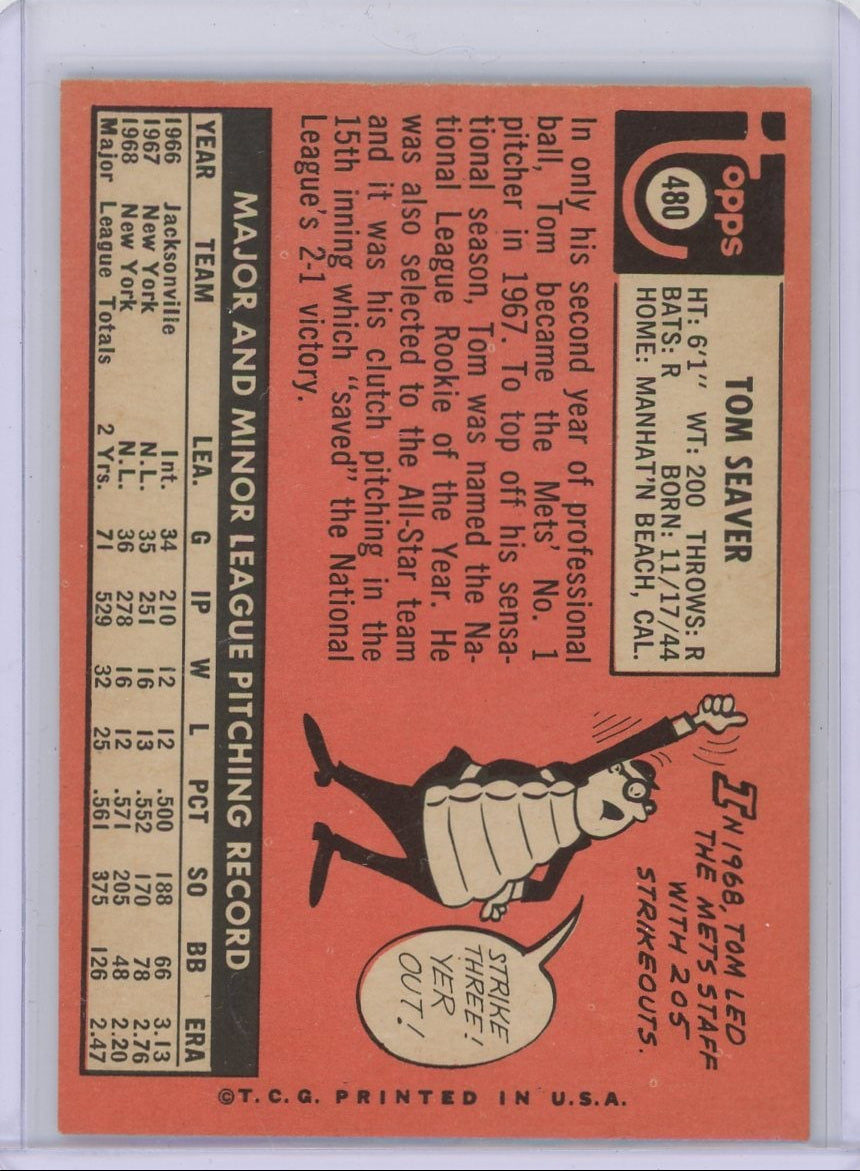 Topps
480
TOM SEAVER
HT: 6'1" WT: 200 THROWS: R
BATS: R BORN: 11/17/44
HOME: MANHAT'N BEACH, CAL.
In only his second year of professional
ball, Tom became the Mets' No. 1
pitcher in 1967. To top off his sensa-
tional season, Tom was named the Na-
tional League Rookie of the Year. He
was also selected to the All-Star team
and it was his clutch pitching in the
15th inning which "saved" the National
League's 2-1 victory.
IN 1968, TOM LED
THE METS STAFF
WITH 205
STRIKEOUTS.
STRIKE
THREE!
YER
OUT!
MAJOR AND MINOR LEAGUE PITCHING RECORD
YEAR TEAM LEA. G IP W L PCT SO BB ERA
1966 Jacksonville Int. 34 210 12 12 .500 188 66 3.13
1967 New York N.L. 35 251 16 13 .552 170 78 2.76
1968 New York N.L. 36 278 16 12 .571 205 48 2.20
Major League Totals 2 Yrs. 71 529 32 25 .561 375 126 2.47
©T.C.G. PRINTED IN U.S.A.